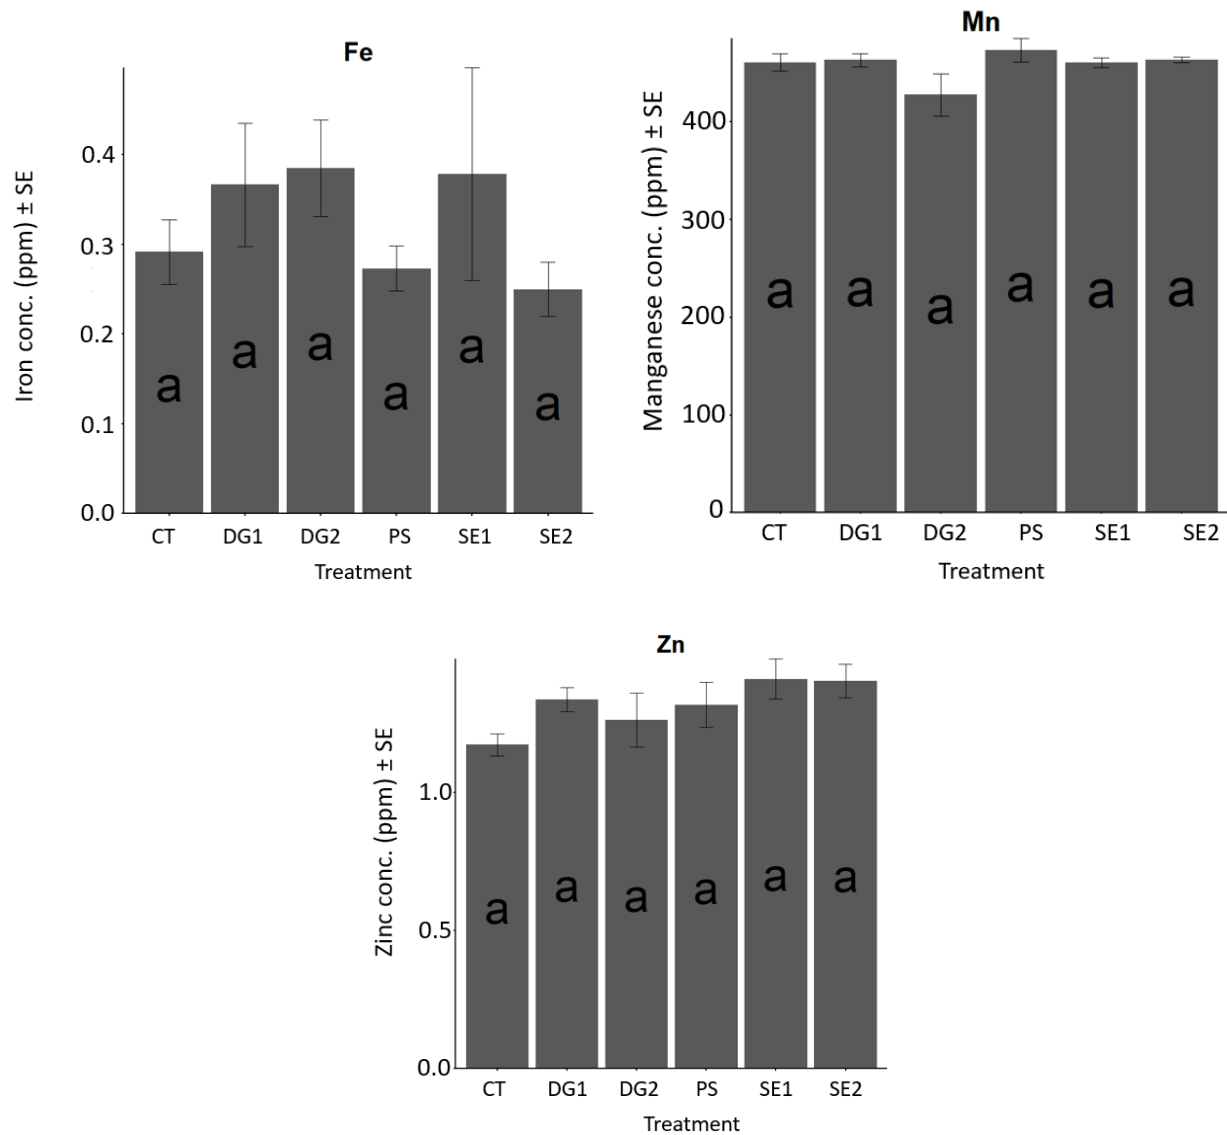 Fe
Iron conc. (ppm) ± SE
0.4
0.3
0.2
0.1
0.0
a a a a a a
CT DG1 DG2 PS SE1 SE2
Treatment
Mn
Manganese conc. (ppm) ± SE
400
300
200
100
0
a a a a a a
CT DG1 DG2 PS SE1 SE2
Treatment
Zn
Zinc conc. (ppm) ± SE
1.0
0.5
0.0
a a a a a a
CT DG1 DG2 PS SE1 SE2
Treatment